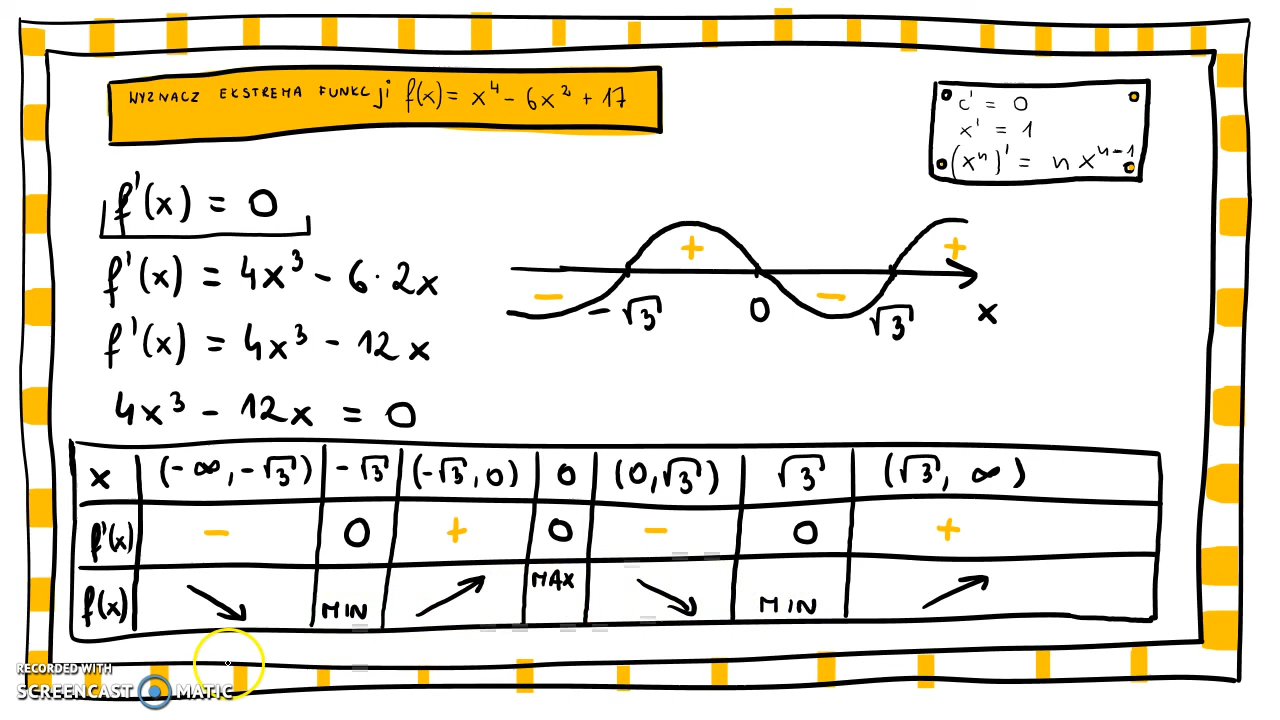 WYZNACZ EKSTREMA FUNKCji f(x) = x⁴ - 6x² + 17
c' = 0
x' = 1
(xⁿ)' = n xⁿ⁻¹
f'(x) = 0
f'(x) = 4x³ - 6 · 2x
f'(x) = 4x³ - 12x
4x³ - 12x = 0
+ +
- -
-√3 0 √3 x
x (-∞, -√3) -√3 (-√3, 0) 0 (0, √3) √3 (√3, ∞)
f'(x) - 0 + 0 - 0 +
f(x) ↘ MIN ↗ MAX ↘ MIN ↗
RECORDED WITH
SCREENCAST MATIC